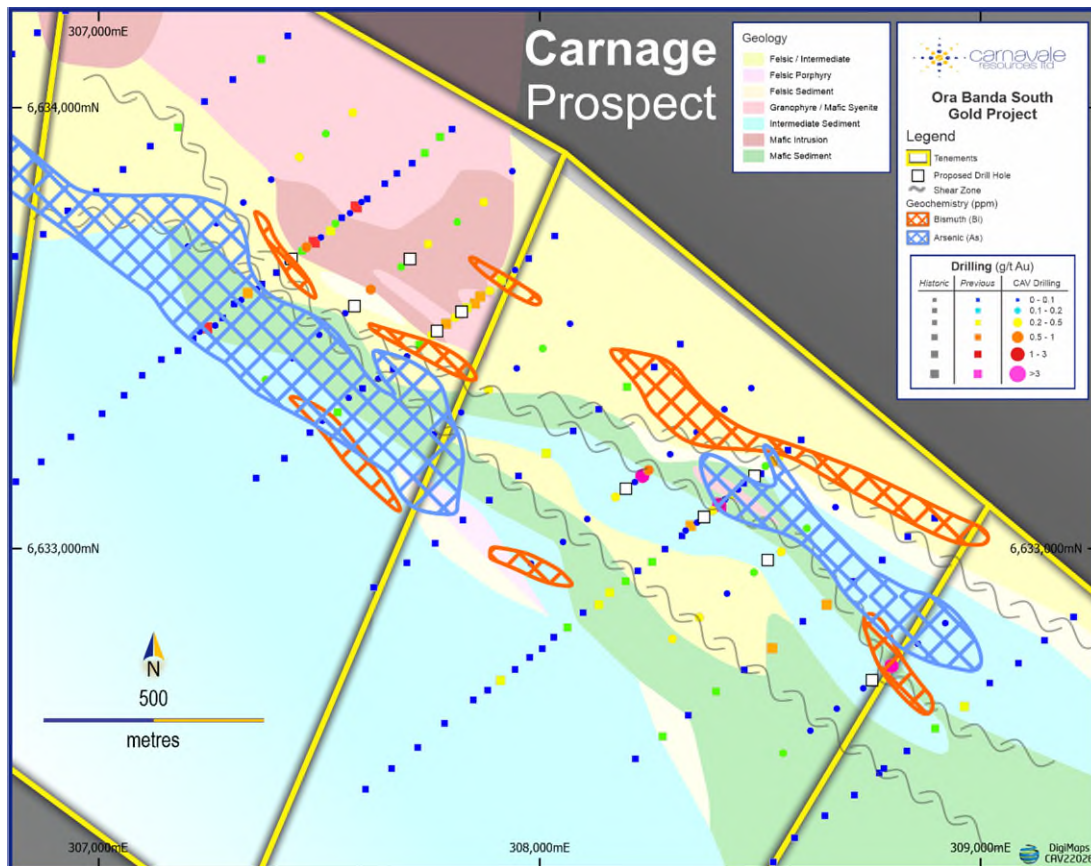 307,000mE
6,634,000mN
Carnage
Prospect
Geology
Felsic / Intermediate
Felsic Porphyry
Felsic Sediment
Granophyre / Mafic Syenite
Intermediate Sediment
Mafic Intrusion
Mafic Sediment
carnavale
resources ltd
Ora Banda South
Gold Project
Legend
Tenements
Proposed Drill Hole
Shear Zone
Geochemistry (ppm)
Bismuth (Bi)
Arsenic (As)
Drilling (g/t Au)
Historic Previous CAV Drilling
0 - 0.1
0.1 - 0.2
0.2 - 0.5
0.5 - 1
1 - 3
>3
6,633,000mN
6,633,000mN
N
500
metres
307,000mE
308,000mE
309,000mE
DigiMaps